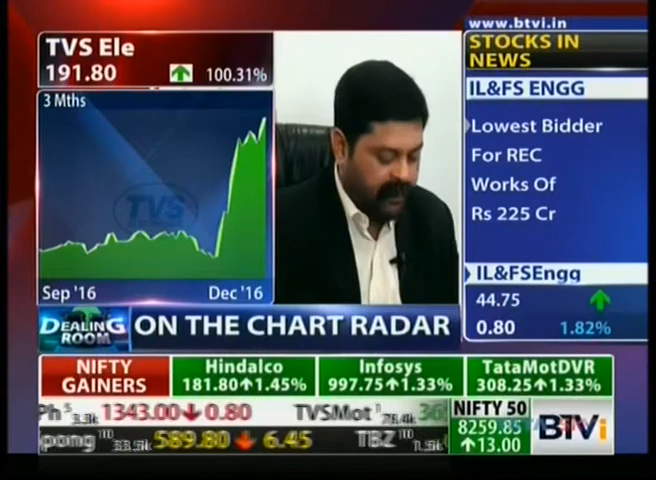 www.btvi.in
TVS Ele
191.80 100.31%
3 Mths
TVS
Sep '16 Dec '16
STOCKS IN
NEWS
IL&FS ENGG
Lowest Bidder
For REC
Works Of
Rs 225 Cr
IL&FSEngg
44.75
0.80 1.82%
DEALING
ROOM
ON THE CHART RADAR
NIFTY
GAINERS
Hindalco
181.80↑1.45%
Infosys
997.75↑1.33%
TataMotDVR
308.25↑1.33%
1343.00 0.80 TVSMot
589.80 6.45 TBZ
NIFTY 50
8259.85
↑13.00
BTVi